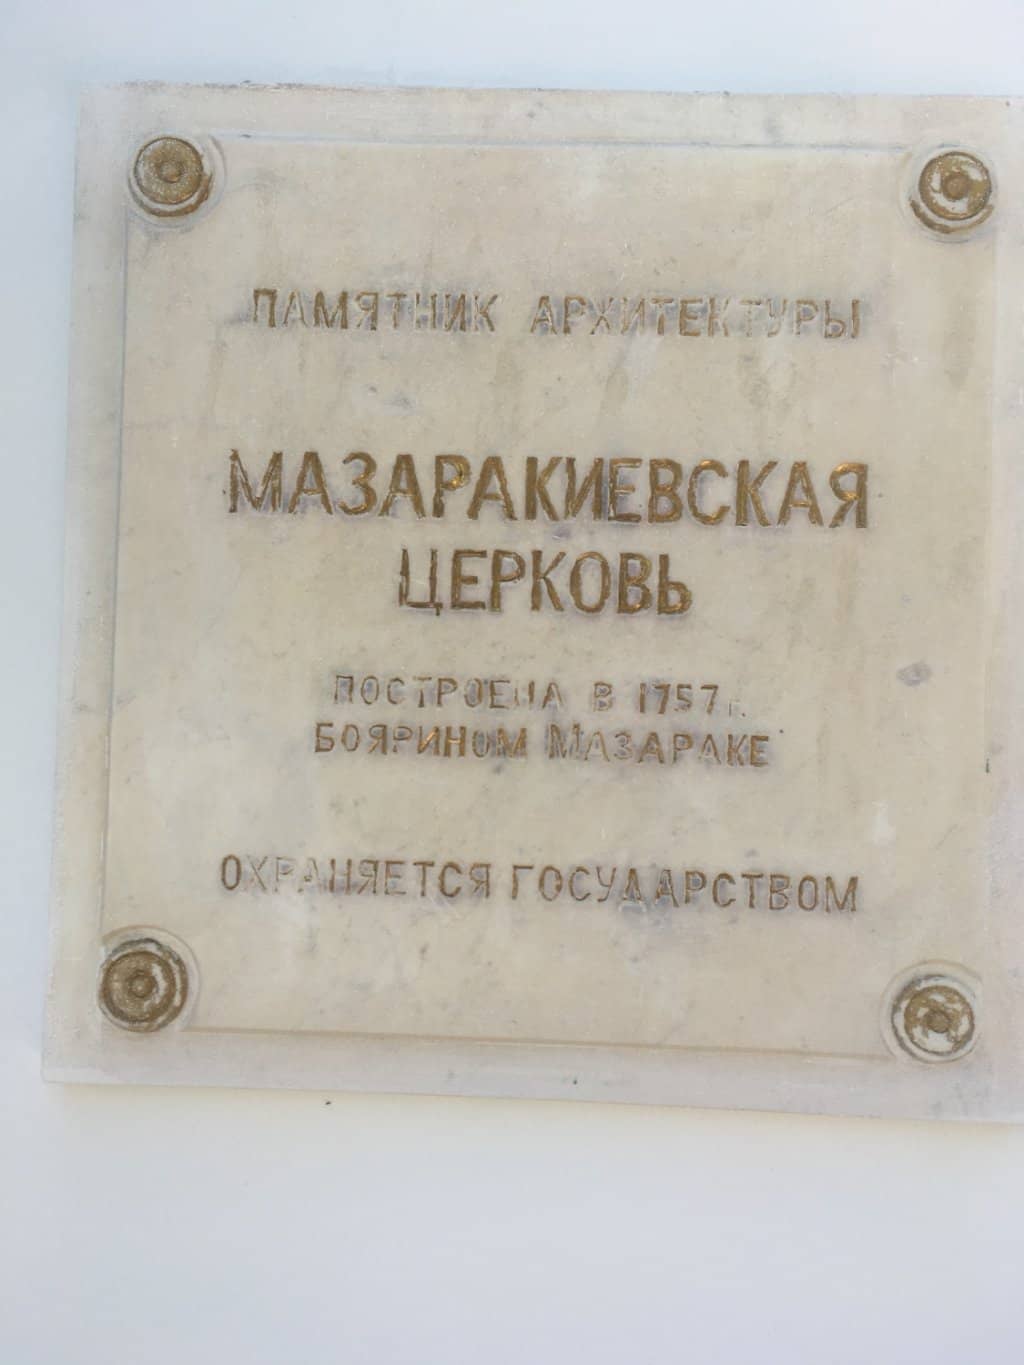 ПАМЯТНИК АРХИТЕКТУРЫ
МАЗАРАКИЕВСКАЯ
ЦЕРКОВЬ
ПОСТРОЕНА В 1757 г.
БОЯРИНОМ МАЗАРАКЕ
ОХРАНЯЕТСЯ ГОСУДАРСТВОМ